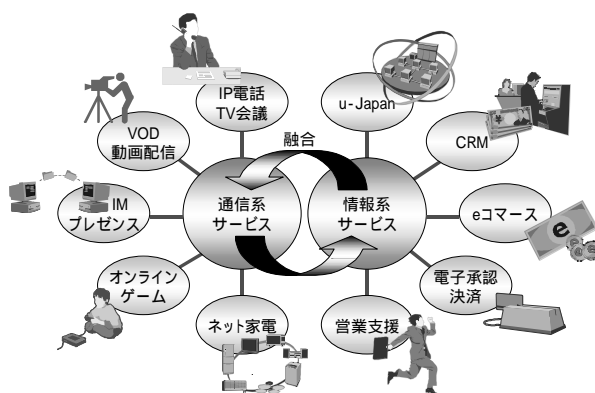 IP電話
TV会議
u-Japan
VOD
動画配信
融合
CRM
IM
プレゼンス
通信系
サービス
情報系
サービス
eコマース
e
オンライン
ゲーム
電子承認
決済
ネット家電
営業支援